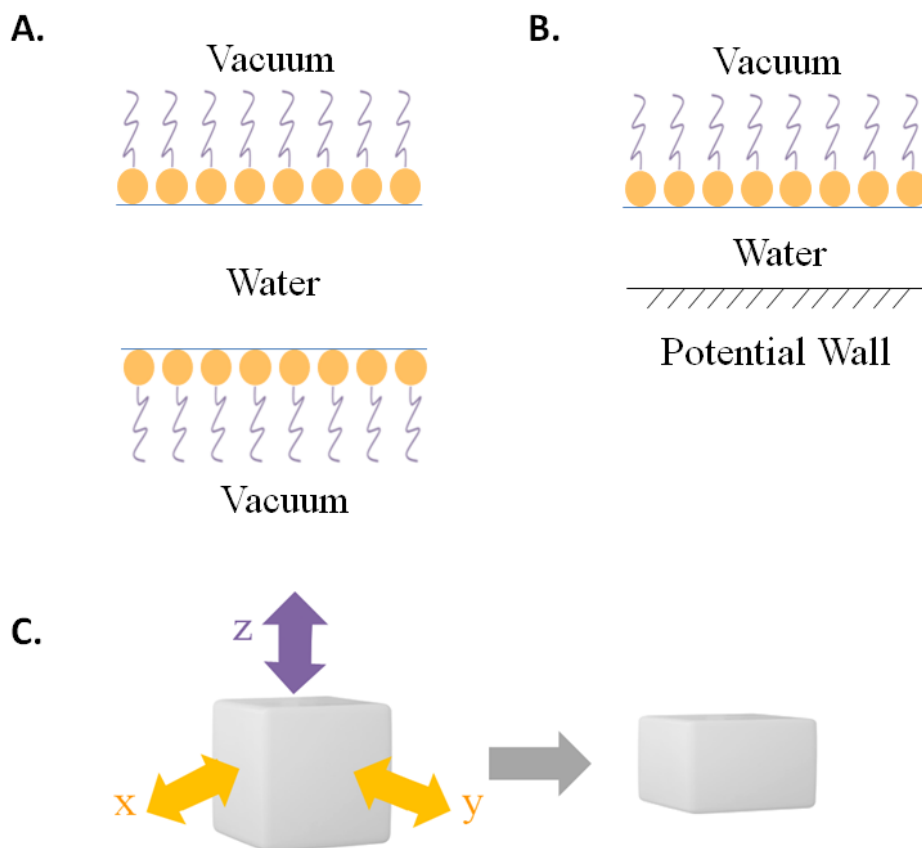 A.
Vacuum
Water
Vacuum
B.
Vacuum
Water
Potential Wall
C.
z
x
y